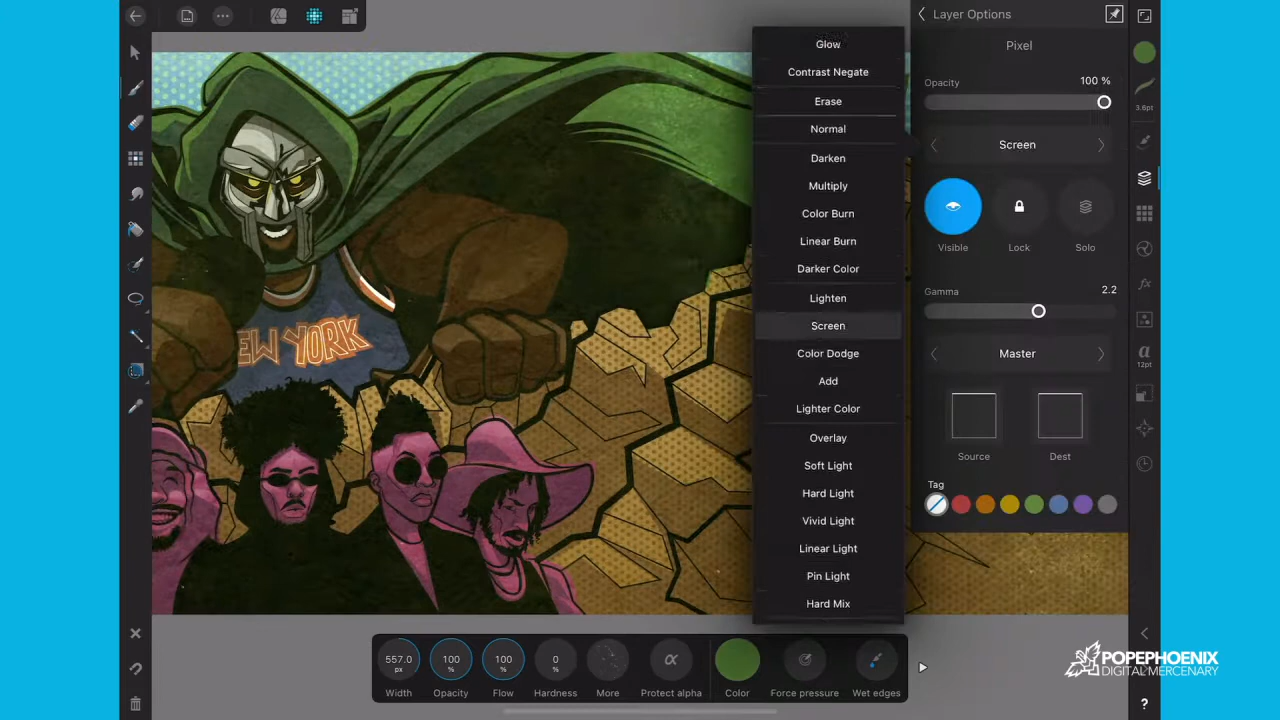 Layer Options
Pixel
Opacity
100 %
Screen
Visible
Lock
Solo
Gamma
2.2
Master
Source
Dest
Tag
Glow
Contrast Negate
Erase
Normal
Darken
Multiply
Color Burn
Linear Burn
Darker Color
Lighten
Screen
Color Dodge
Add
Lighter Color
Overlay
Soft Light
Hard Light
Vivid Light
Linear Light
Pin Light
Hard Mix
3.6pt
a
12pt
EW YORK
557.0
px
100
%
100
%
0
%
α
Width
Opacity
Flow
Hardness
More
Protect alpha
Color
Force pressure
Wet edges
fx
?
POPEPHOENIX
DIGITAL MERCENARY